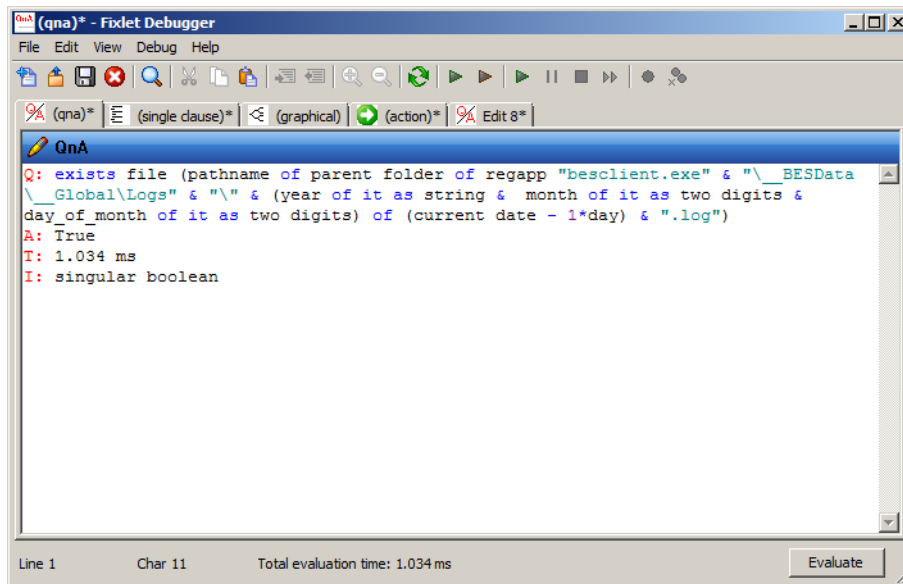 (qna)* - Fixlet Debugger
File Edit View Debug Help
(qna)* (single clause)* (graphical) (action)* Edit 8*
QnA
Q: exists file (pathname of parent folder of regapp "besclient.exe" & "\__BESData
\__Global\Logs" & "\" & (year of it as string &  month of it as two digits &
day_of_month of it as two digits) of (current date - 1*day) & ".log")
A: True
T: 1.034 ms
I: singular boolean
Line 1 Char 11 Total evaluation time: 1.034 ms Evaluate